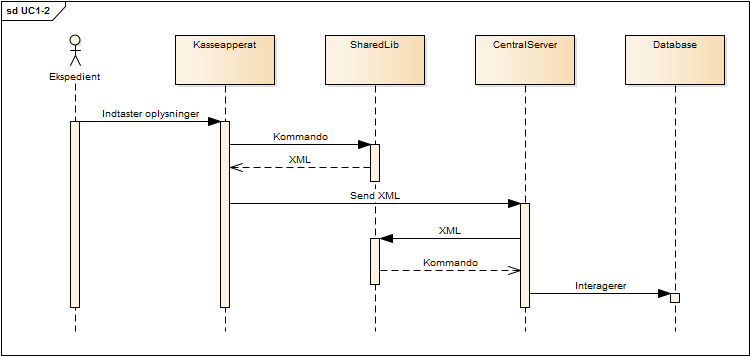 sd UC1-2
Kasseapperat
SharedLib
CentralServer
Database
Ekspedient
Indtaster oplysninger
Kommando
XML
Send XML
XML
Kommando
Interagerer